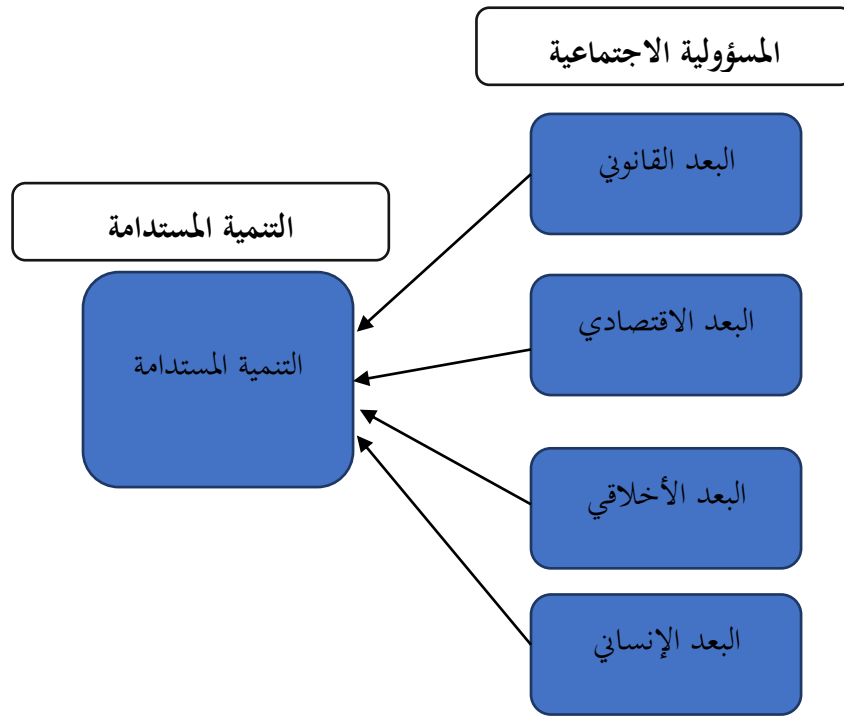 المسؤولية الاجتماعية
البعد القانوني
التنمية المستدامة
البعد الاقتصادي
التنمية المستدامة
البعد الأخلاقي
البعد الإنساني